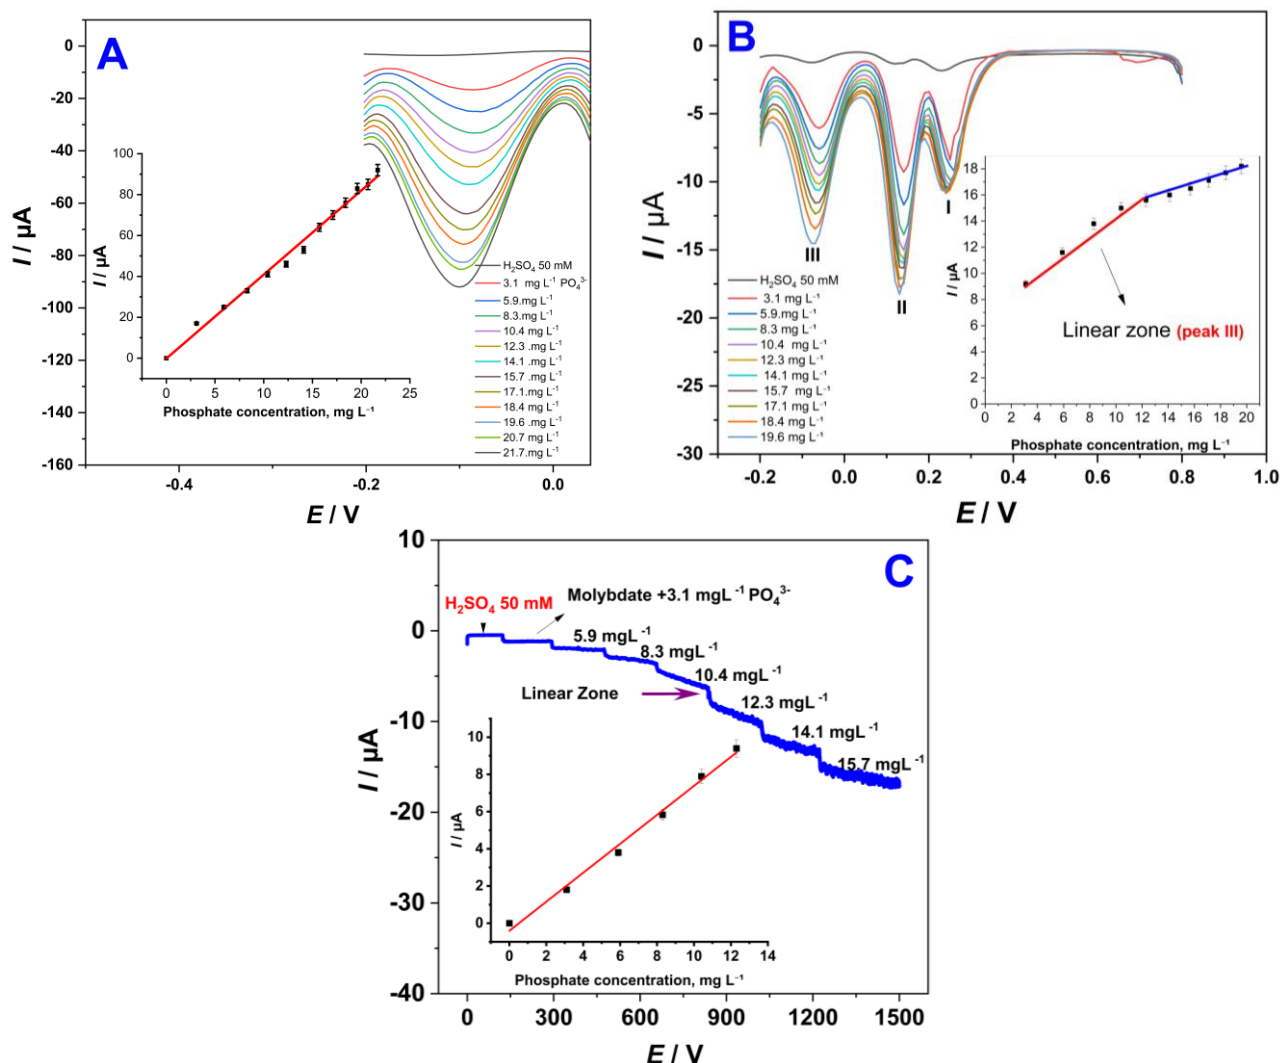 A
0
-20
-40
-60
-80
-100
-120
-140
-160
I / µA
-0.4
-0.2
0.0
E / V
100
80
60
40
20
0
I / µA
0 5 10 15 20 25
Phosphate concentration, mg L⁻¹
H₂SO₄ 50 mM
3.1 mg L⁻¹ PO₄³⁻
5.9.mg L⁻¹
8.3.mg L⁻¹
10.4 mg L⁻¹
12.3 .mg L⁻¹
14.1 .mg L⁻¹
15.7 .mg L⁻¹
17.1.mg L⁻¹
18.4 mg L⁻¹
19.6 .mg L⁻¹
20.7 mg L⁻¹
21.7.mg L⁻¹
B
0
-5
-10
-15
-20
-25
-30
I / µA
-0.2 0.0 0.2 0.4 0.6 0.8 1.0
E / V
I
II
III
H₂SO₄ 50 mM
3.1 mg L⁻¹
5.9.mg L⁻¹
8.3 mg L⁻¹
10.4 mg L⁻¹
12.3 mg L⁻¹
14.1 mg L⁻¹
15.7 mg L⁻¹
17.1 mg L⁻¹
18.4 mg L⁻¹
19.6 mg L⁻¹
18
16
14
12
10
8
6
4
2
0
I / µA
Linear zone (peak III)
0 2 4 6 8 10 12 14 16 18 20
Phosphate concentration, mg L⁻¹
C
10
0
-10
-20
-30
-40
I / µA
H₂SO₄ 50 mM
Molybdate +3.1 mgL⁻¹ PO₄³⁻
5.9 mgL⁻¹
8.3 mgL⁻¹
10.4 mgL⁻¹
12.3 mgL⁻¹
14.1 mgL⁻¹
15.7 mgL⁻¹
Linear Zone
10
8
6
4
2
0
I / µA
0 2 4 6 8 10 12 14
Phosphate concentration, mg L⁻¹
0 300 600 900 1200 1500
E / V